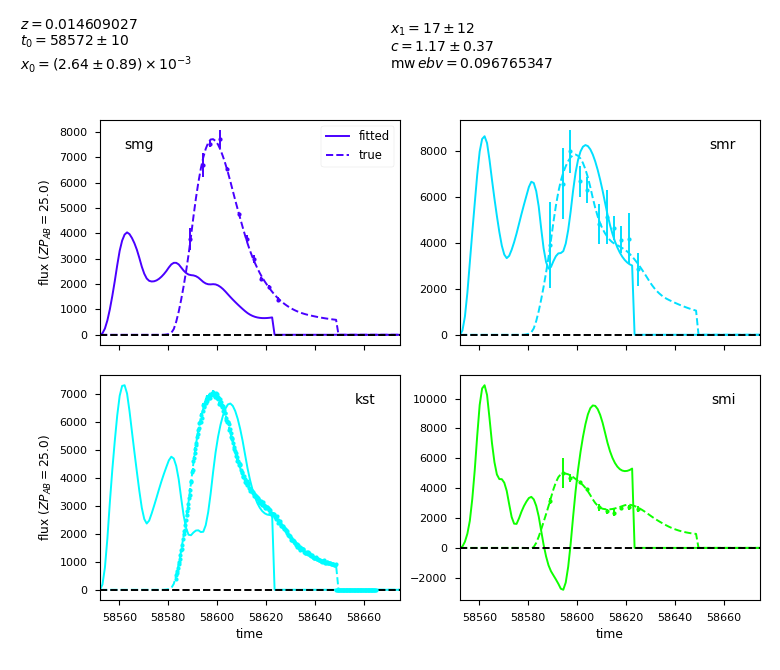 z = 0.014609027
t₀ = 58572 ± 10
x₀ = (2.64 ± 0.89) × 10⁻³
x₁ = 17 ± 12
c = 1.17 ± 0.37
mw ebv = 0.096765347
smg
fitted
true
flux (ZP_AB = 25.0)
8000
7000
6000
5000
4000
3000
2000
1000
0
smr
8000
6000
4000
2000
0
kst
flux (ZP_AB = 25.0)
7000
6000
5000
4000
3000
2000
1000
0
58560 58580 58600 58620 58640 58660
time
smi
10000
8000
6000
4000
2000
0
−2000
58560 58580 58600 58620 58640 58660
time